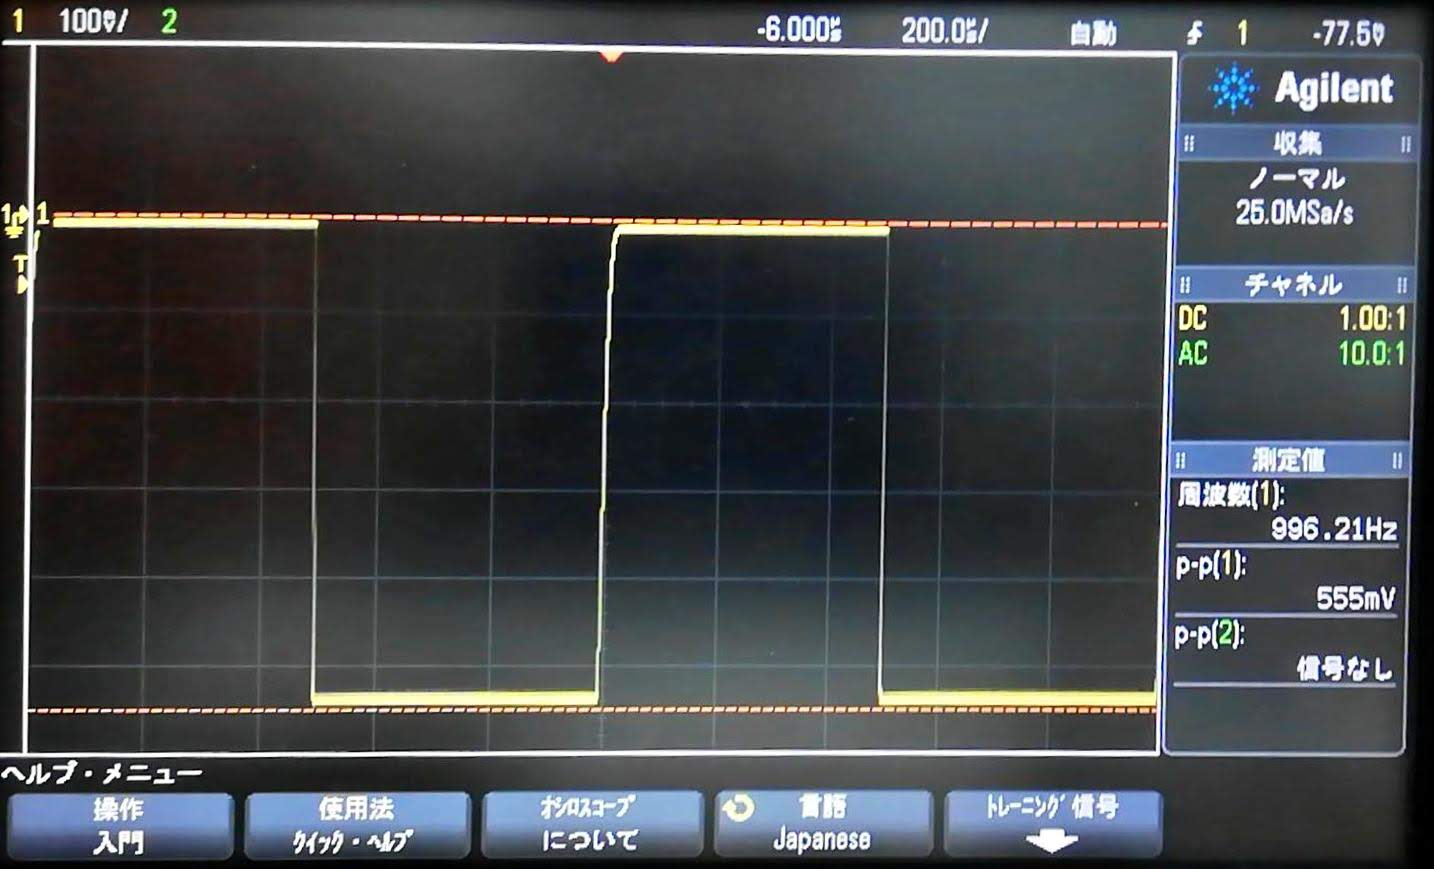 1 100㎷/ 2 -6.000㎲ 200.0㎲/ 自動 1 -77.5㎷
Agilent
収集
ノーマル
25.0MSa/s
チャネル
DC 1.00:1
AC 10.0:1
測定値
周波数(1):
996.21Hz
p-p(1):
555mV
p-p(2):
信号なし
1 1
T
ヘルプ・メニュー
操作
入門
使用法
クイック・ヘルプ
オシロスコープ
について
言語
Japanese
トレーニング信号